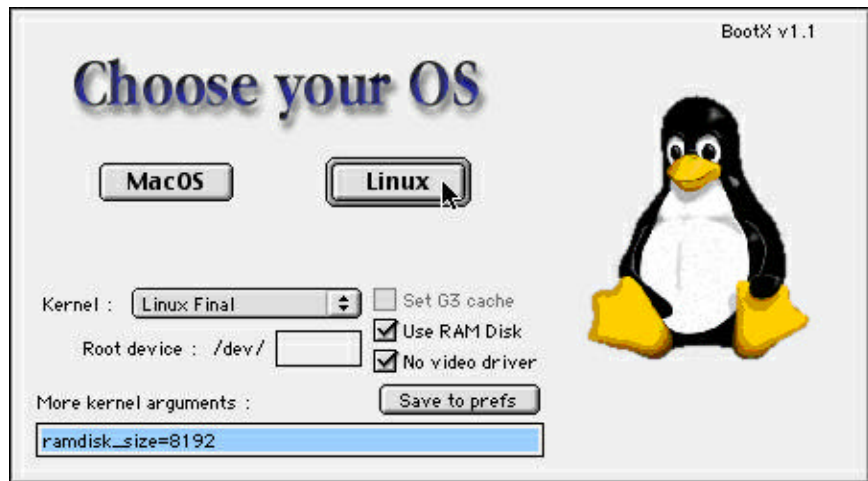 BootX v1.1
Choose your OS
MacOS
Linux
Kernel : Linux Final
Set G3 cache
Use RAM Disk
Root device : /dev/
No video driver
More kernel arguments :
Save to prefs
ramdisk_size=8192